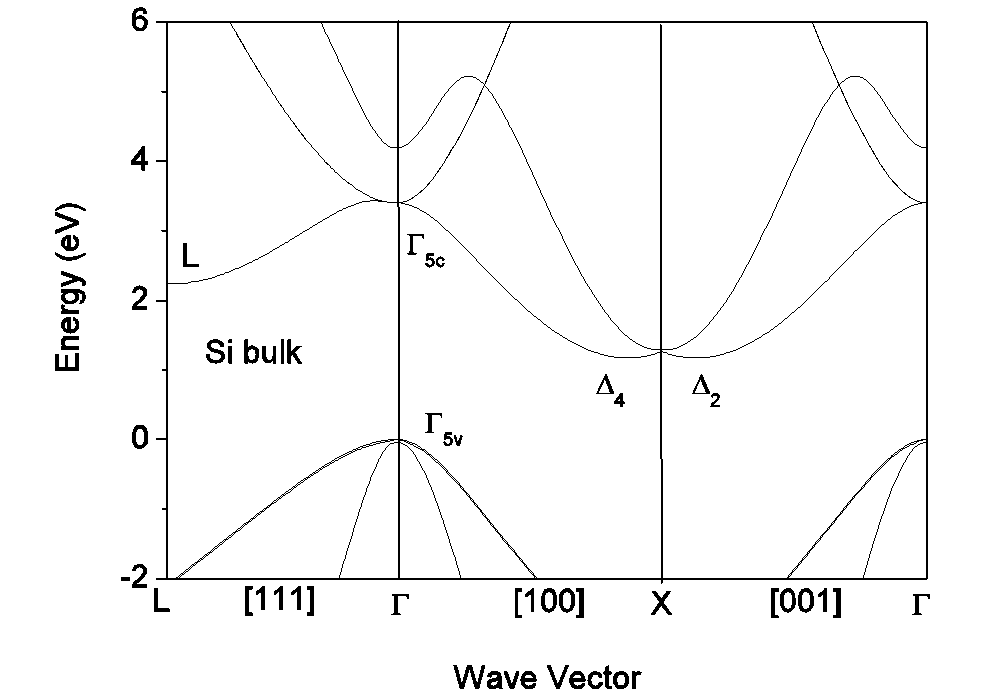 6
4
2
0
-2
Energy (eV)
L
Γ5c
Si bulk
Δ4 Δ2
Γ5v
L [111] Γ [100] X [001] Γ
Wave Vector